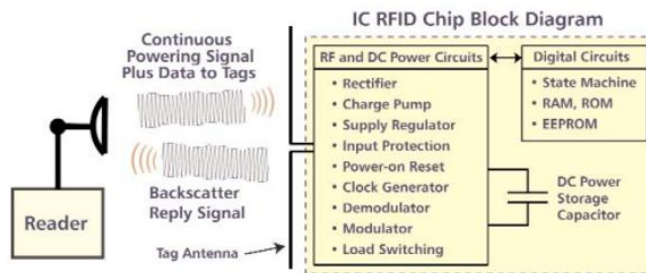 IC RFID Chip Block Diagram
Continuous
Powering Signal
Plus Data to Tags
Backscatter
Reply Signal
Reader
Tag Antenna
RF and DC Power Circuits
• Rectifier
• Charge Pump
• Supply Regulator
• Input Protection
• Power-on Reset
• Clock Generator
• Demodulator
• Modulator
• Load Switching
Digital Circuits
• State Machine
• RAM, ROM
• EEPROM
DC Power
Storage
Capacitor